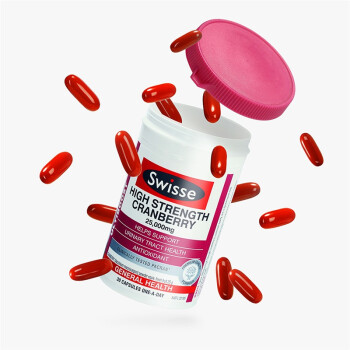 Swisse
HIGH STRENGTH
CRANBERRY
25,000mg
HELPS SUPPORT
URINARY TRACT HEALTH
ANTIOXIDANT
GENERAL HEALTH
30 CAPSULES ONE-A-DAY